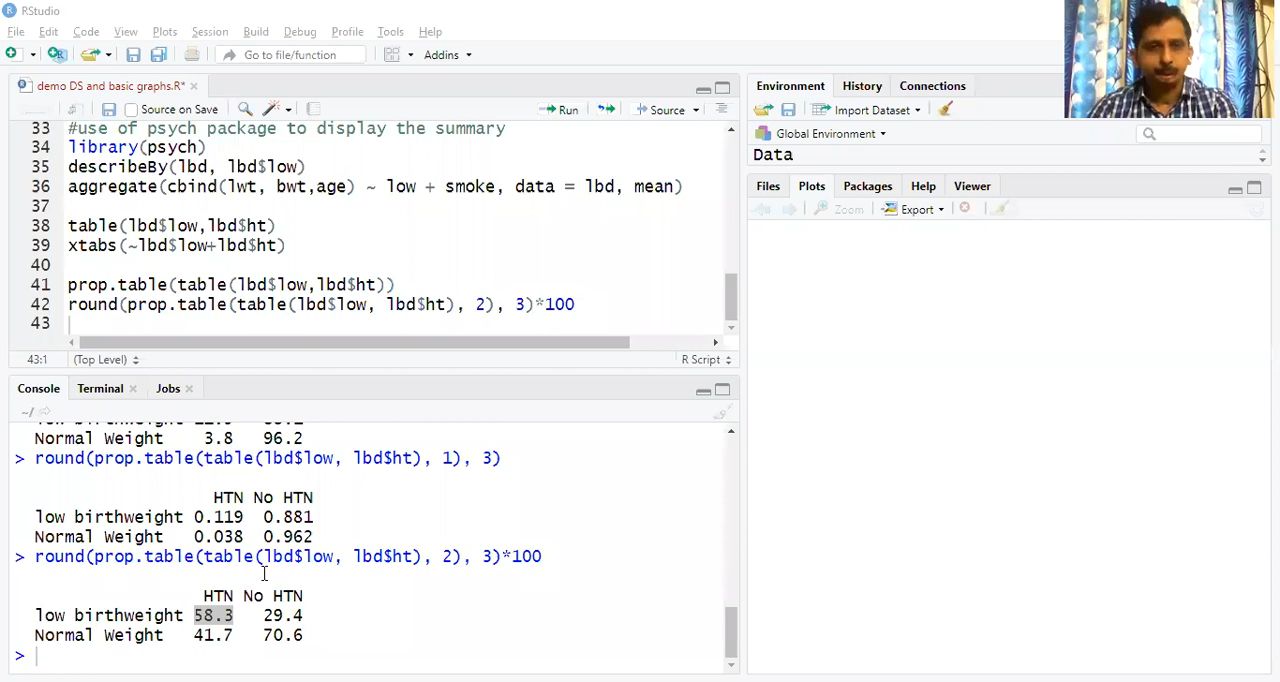 RStudio
File Edit Code View Plots Session Build Debug Profile Tools Help
Go to file/function Addins
demo DS and basic graphs.R*
Source on Save Run Source
33 #use of psych package to display the summary
34 library(psych)
35 describeBy(lbd, lbd$low)
36 aggregate(cbind(lwt, bwt,age) ~ low + smoke, data = lbd, mean)
37
38 table(lbd$low,lbd$ht)
39 xtabs(~lbd$low+lbd$ht)
40
41 prop.table(table(lbd$low,lbd$ht))
42 round(prop.table(table(lbd$low, lbd$ht), 2), 3)*100
43
43:1 (Top Level) R Script
Console Terminal Jobs
~/
Normal Weight 3.8 96.2
> round(prop.table(table(lbd$low, lbd$ht), 1), 3)
HTN No HTN
low birthweight 0.119 0.881
Normal Weight 0.038 0.962
> round(prop.table(table(lbd$low, lbd$ht), 2), 3)*100
HTN No HTN
low birthweight 58.3 29.4
Normal Weight 41.7 70.6
>
Environment History Connections
Import Dataset
Global Environment
Data
Files Plots Packages Help Viewer
Zoom Export